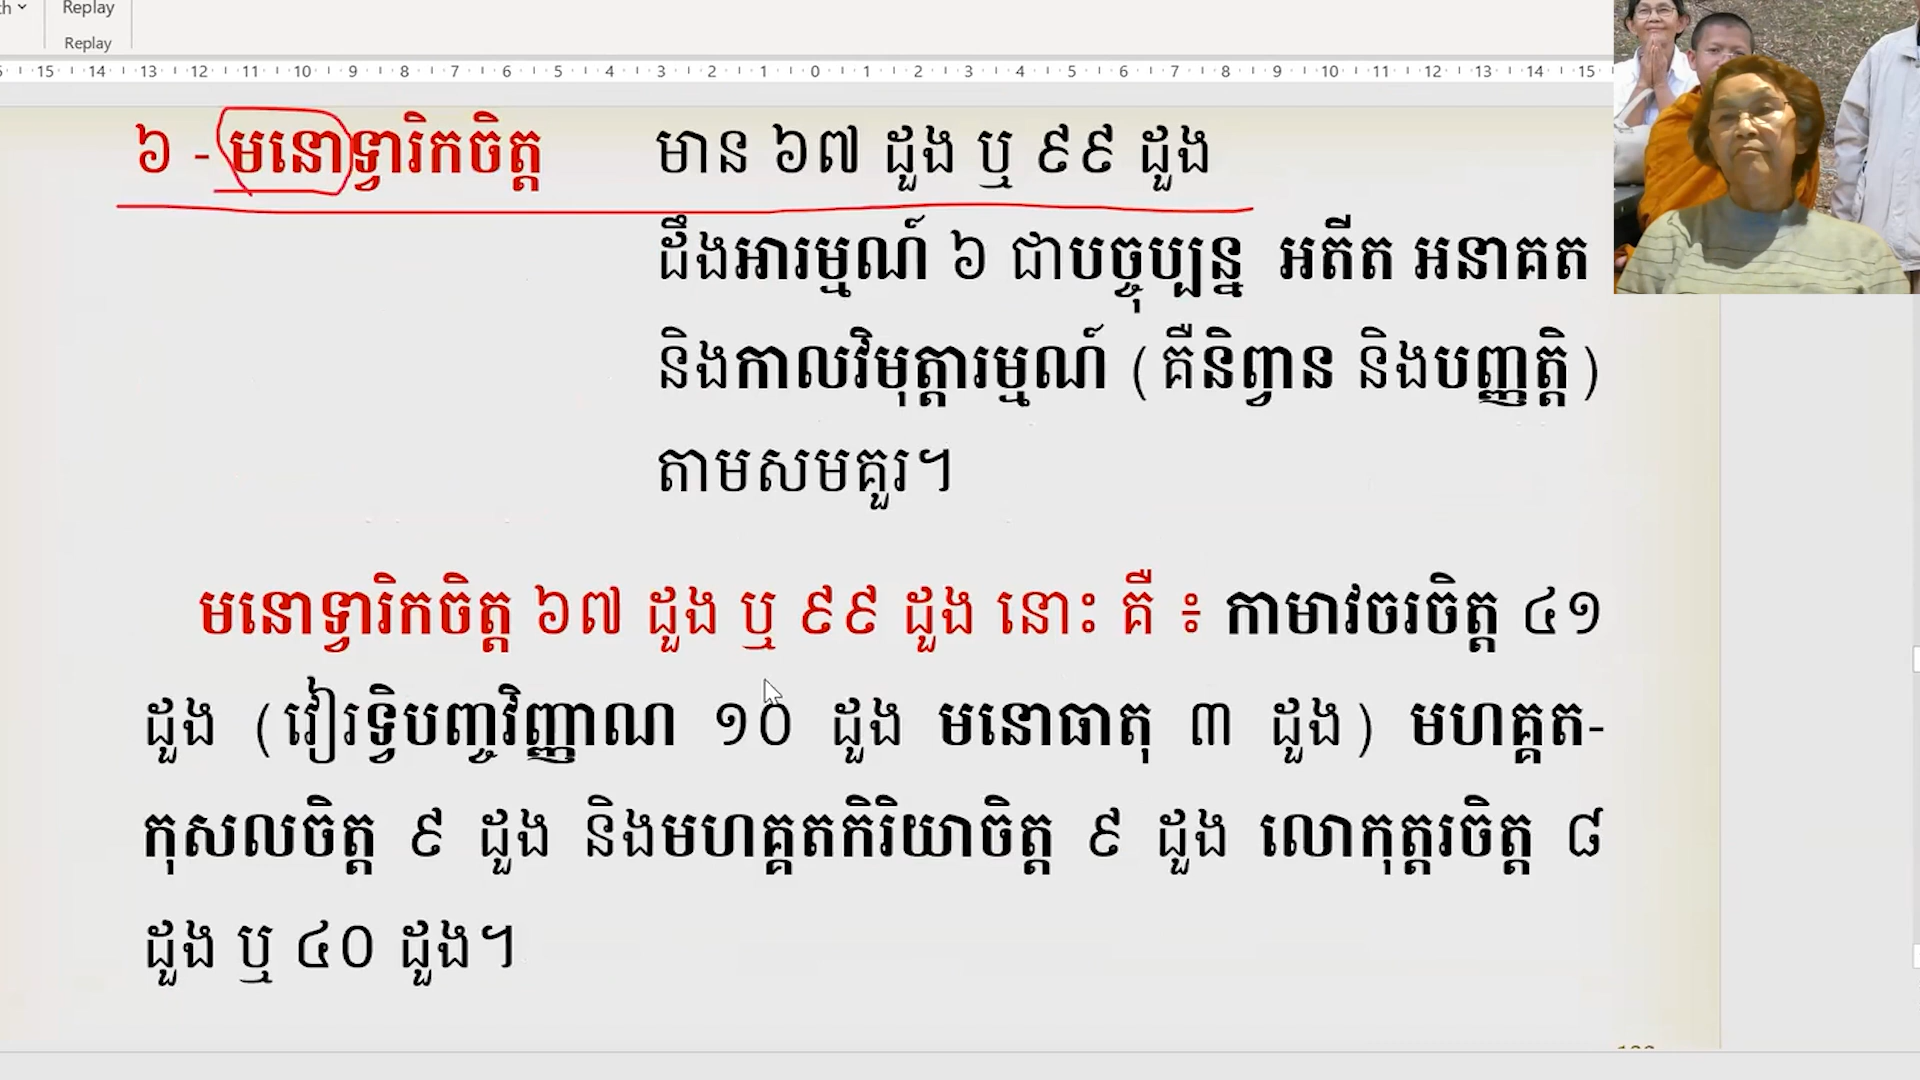 Replay
Replay
15 14 13 12 11 10 9 8 7 6 5 4 3 2 1 0 1 2 3 4 5 6 7 8 9 10 11 12 13 14 15
៦ - មនោទ្វារិកចិត្ត មាន ៦៧ ដួង ឬ ៩៩ ដួង
ដឹងអារម្មណ៍ ៦ ជាបច្ចុប្បន្ន អតីត អនាគត
និងកាលវិមុត្តារម្មណ៍ (គឺនិព្វាន និងបញ្ញត្តិ)
តាមសមគួរ។
មនោទ្វារិកចិត្ត ៦៧ ដួង ឬ ៩៩ ដួង នោះ គឺ ៖ កាមាវចរចិត្ត ៤១
ដួង (វៀរទ្វិបញ្ចវិញ្ញាណ ១០ ដួង មនោធាតុ ៣ ដួង) មហគ្គត-
កុសលចិត្ត ៩ ដួង និងមហគ្គតកិរិយាចិត្ត ៩ ដួង លោកុត្តរចិត្ត ៨
ដួង ឬ ៤០ ដួង។